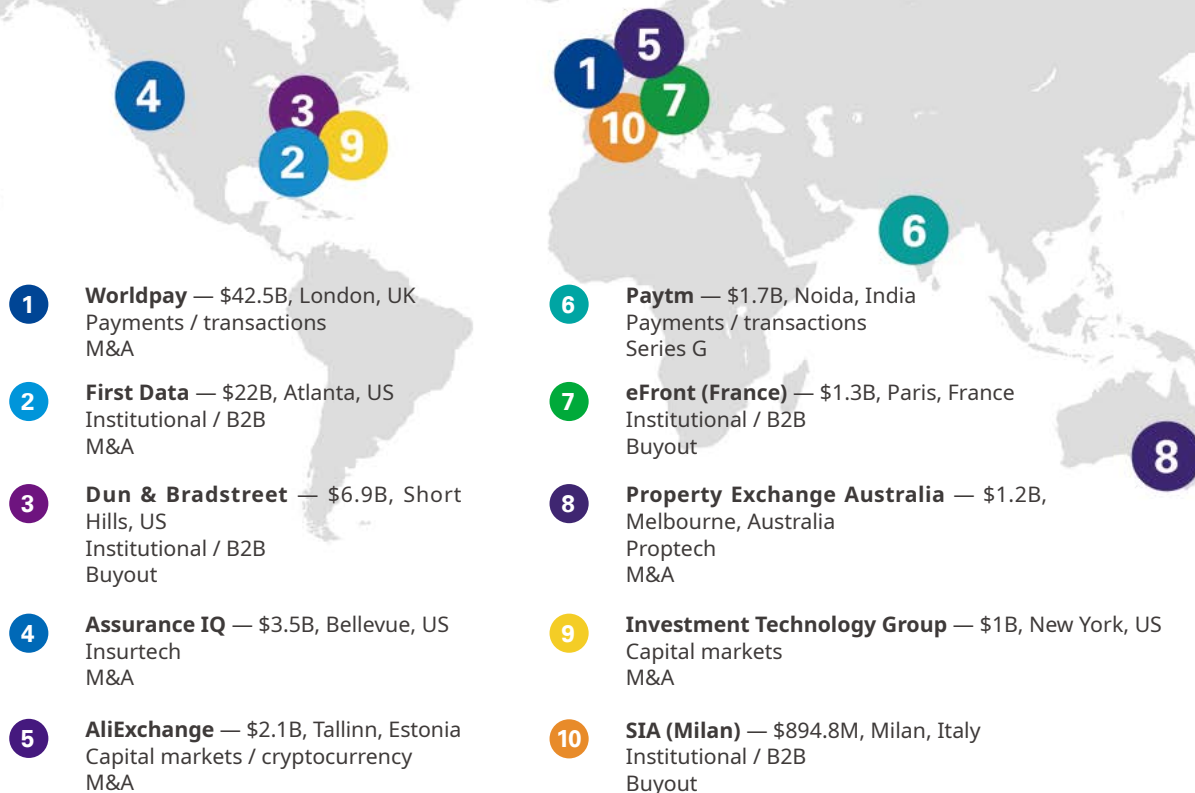 4
3
2
9
1
5
7
10
6
8
1
Worldpay — $42.5B, London, UK
Payments / transactions
M&A
2
First Data — $22B, Atlanta, US
Institutional / B2B
M&A
3
Dun & Bradstreet — $6.9B, Short
Hills, US
Institutional / B2B
Buyout
4
Assurance IQ — $3.5B, Bellevue, US
Insurtech
M&A
5
AliExchange — $2.1B, Tallinn, Estonia
Capital markets / cryptocurrency
M&A
6
Paytm — $1.7B, Noida, India
Payments / transactions
Series G
7
eFront (France) — $1.3B, Paris, France
Institutional / B2B
Buyout
8
Property Exchange Australia — $1.2B,
Melbourne, Australia
Proptech
M&A
9
Investment Technology Group — $1B, New York, US
Capital markets
M&A
10
SIA (Milan) — $894.8M, Milan, Italy
Institutional / B2B
Buyout